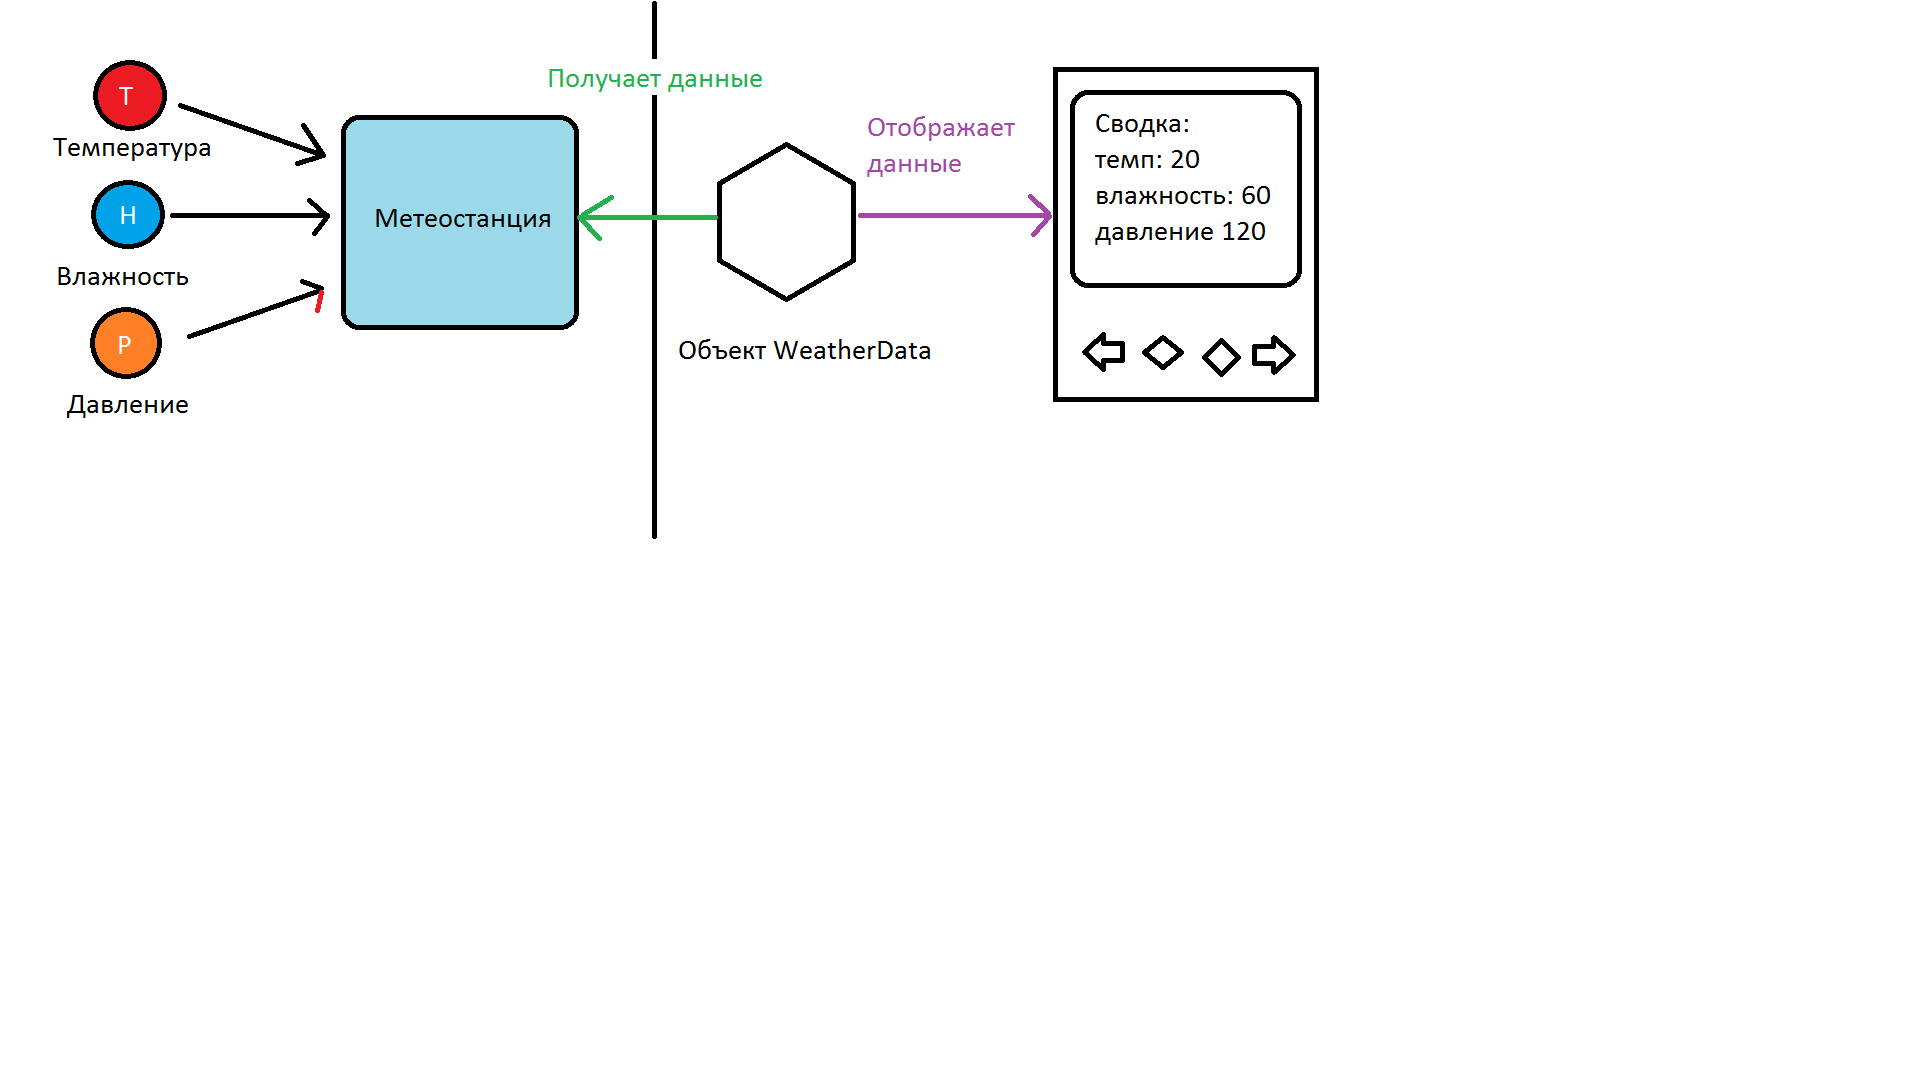 T
Температура
H
Влажность
P
Давление
Метеостанция
Получает данные
Объект WeatherData
Отображает
данные
Сводка:
темп: 20
влажность: 60
давление 120